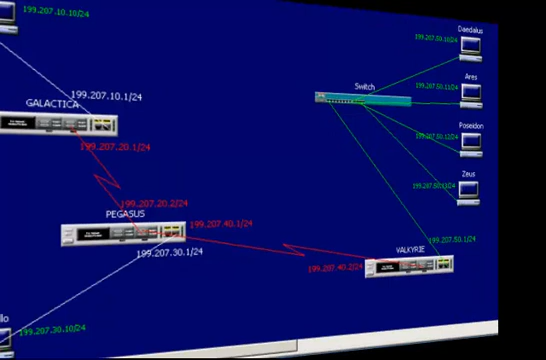 199.207.10.10/24
Daedalus
199.207.50.10/24
Ares
199.207.50.11/24
Switch
199.207.10.1/24
GALACTICA
199.207.20.1/24
Poseidon
199.207.50.12/24
Zeus
199.207.50.13/24
199.207.20.2/24
PEGASUS
199.207.40.1/24
199.207.30.1/24
199.207.50.1/24
VALKYRIE
199.207.40.2/24
llo
199.207.30.10/24